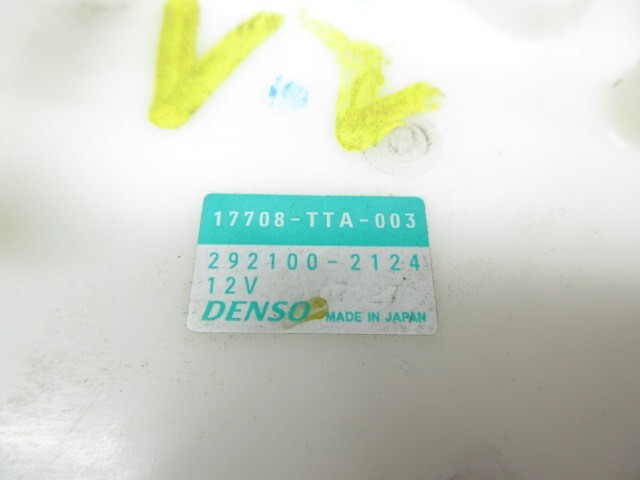 17708-TTA-003
292100-2124
12V
DENSO MADE IN JAPAN